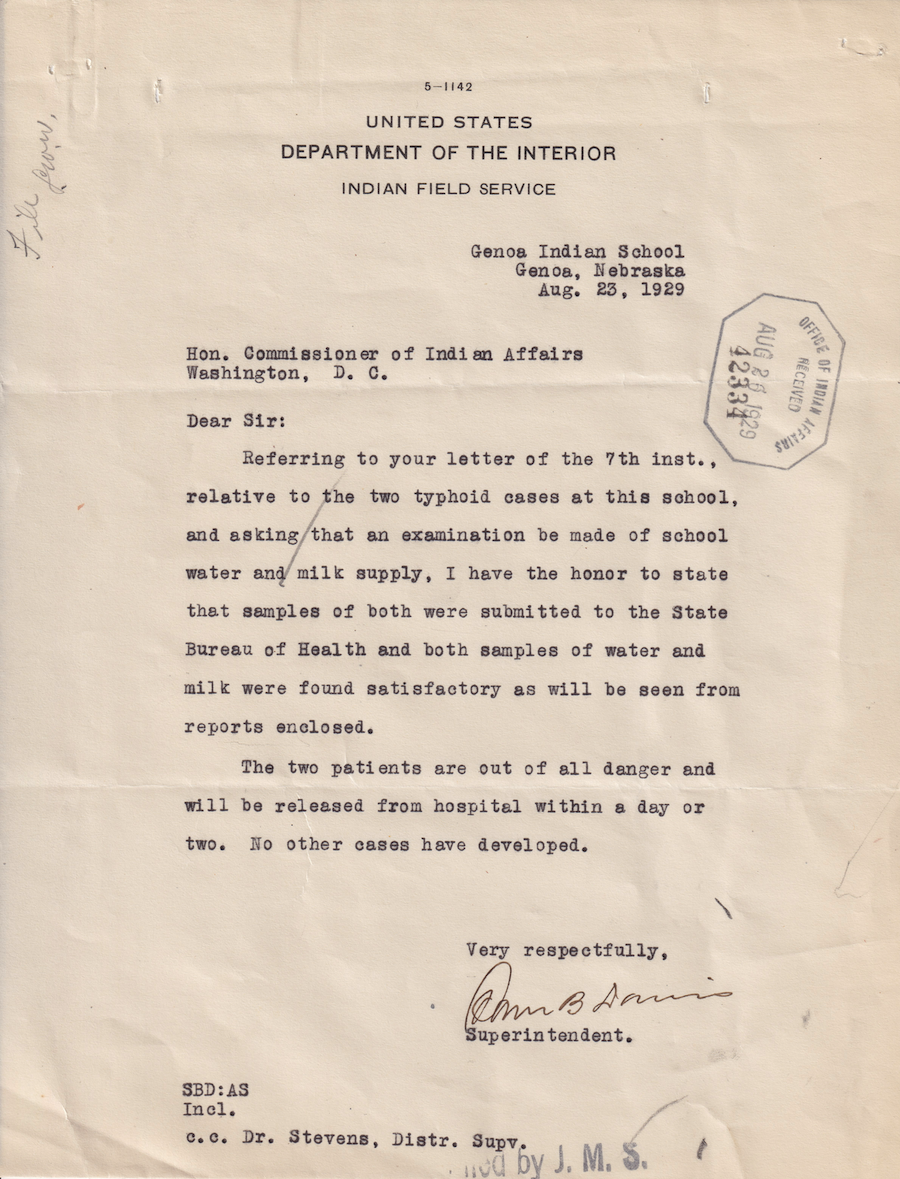 5-1142
UNITED STATES
DEPARTMENT OF THE INTERIOR
INDIAN FIELD SERVICE
File
Genoa Indian School
Genoa, Nebraska
Aug. 23, 1929
OFFICE OF INDIAN AFFAIRS
RECEIVED
AUG 26 1929
42334
Hon. Commissioner of Indian Affairs
Washington, D. C.
Dear Sir:
Referring to your letter of the 7th inst.,
relative to the two typhoid cases at this school,
and asking that an examination be made of school
water and milk supply, I have the honor to state
that samples of both were submitted to the State
Bureau of Health and both samples of water and
milk were found satisfactory as will be seen from
reports enclosed.
The two patients are out of all danger and
will be released from hospital within a day or
two. No other cases have developed.
Very respectfully,
B Davis
Superintendent.
SBD:AS
Incl.
c.c. Dr. Stevens, Distr. Supv.
by J. M. S.